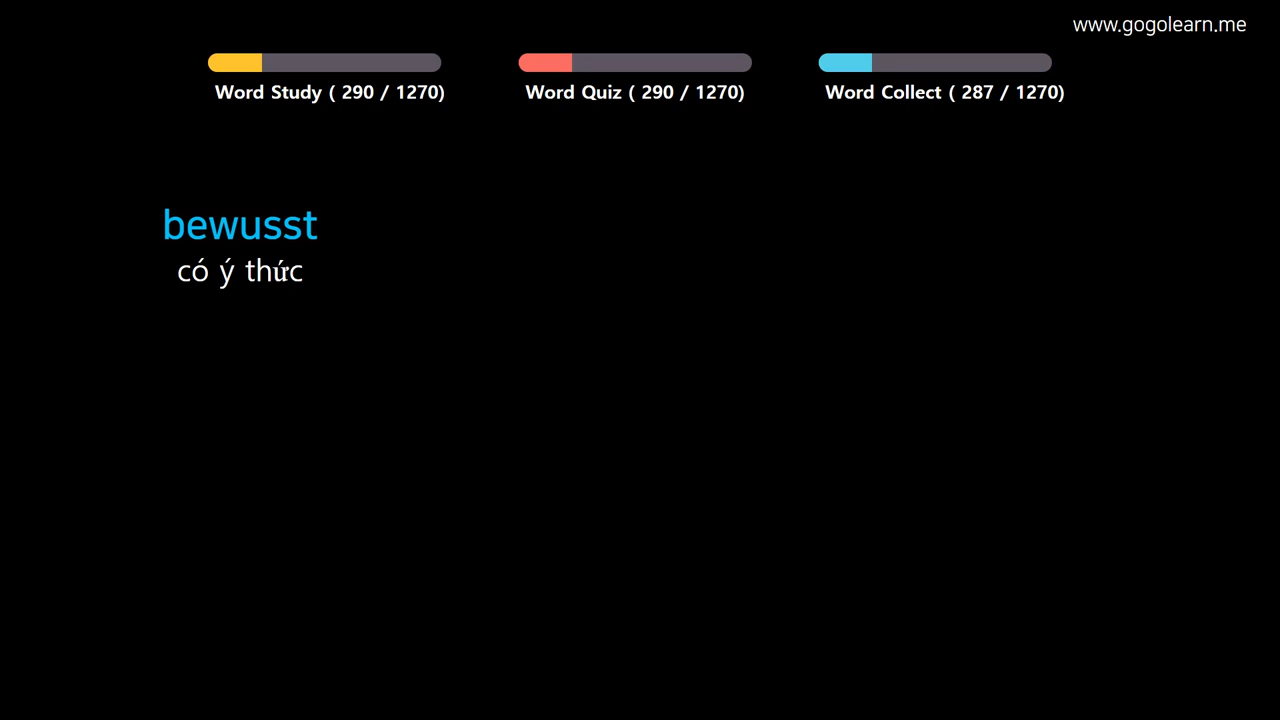 www.gogolearn.me
Word Study ( 290 / 1270)
Word Quiz ( 290 / 1270)
Word Collect ( 287 / 1270)
bewusst
có ý thức